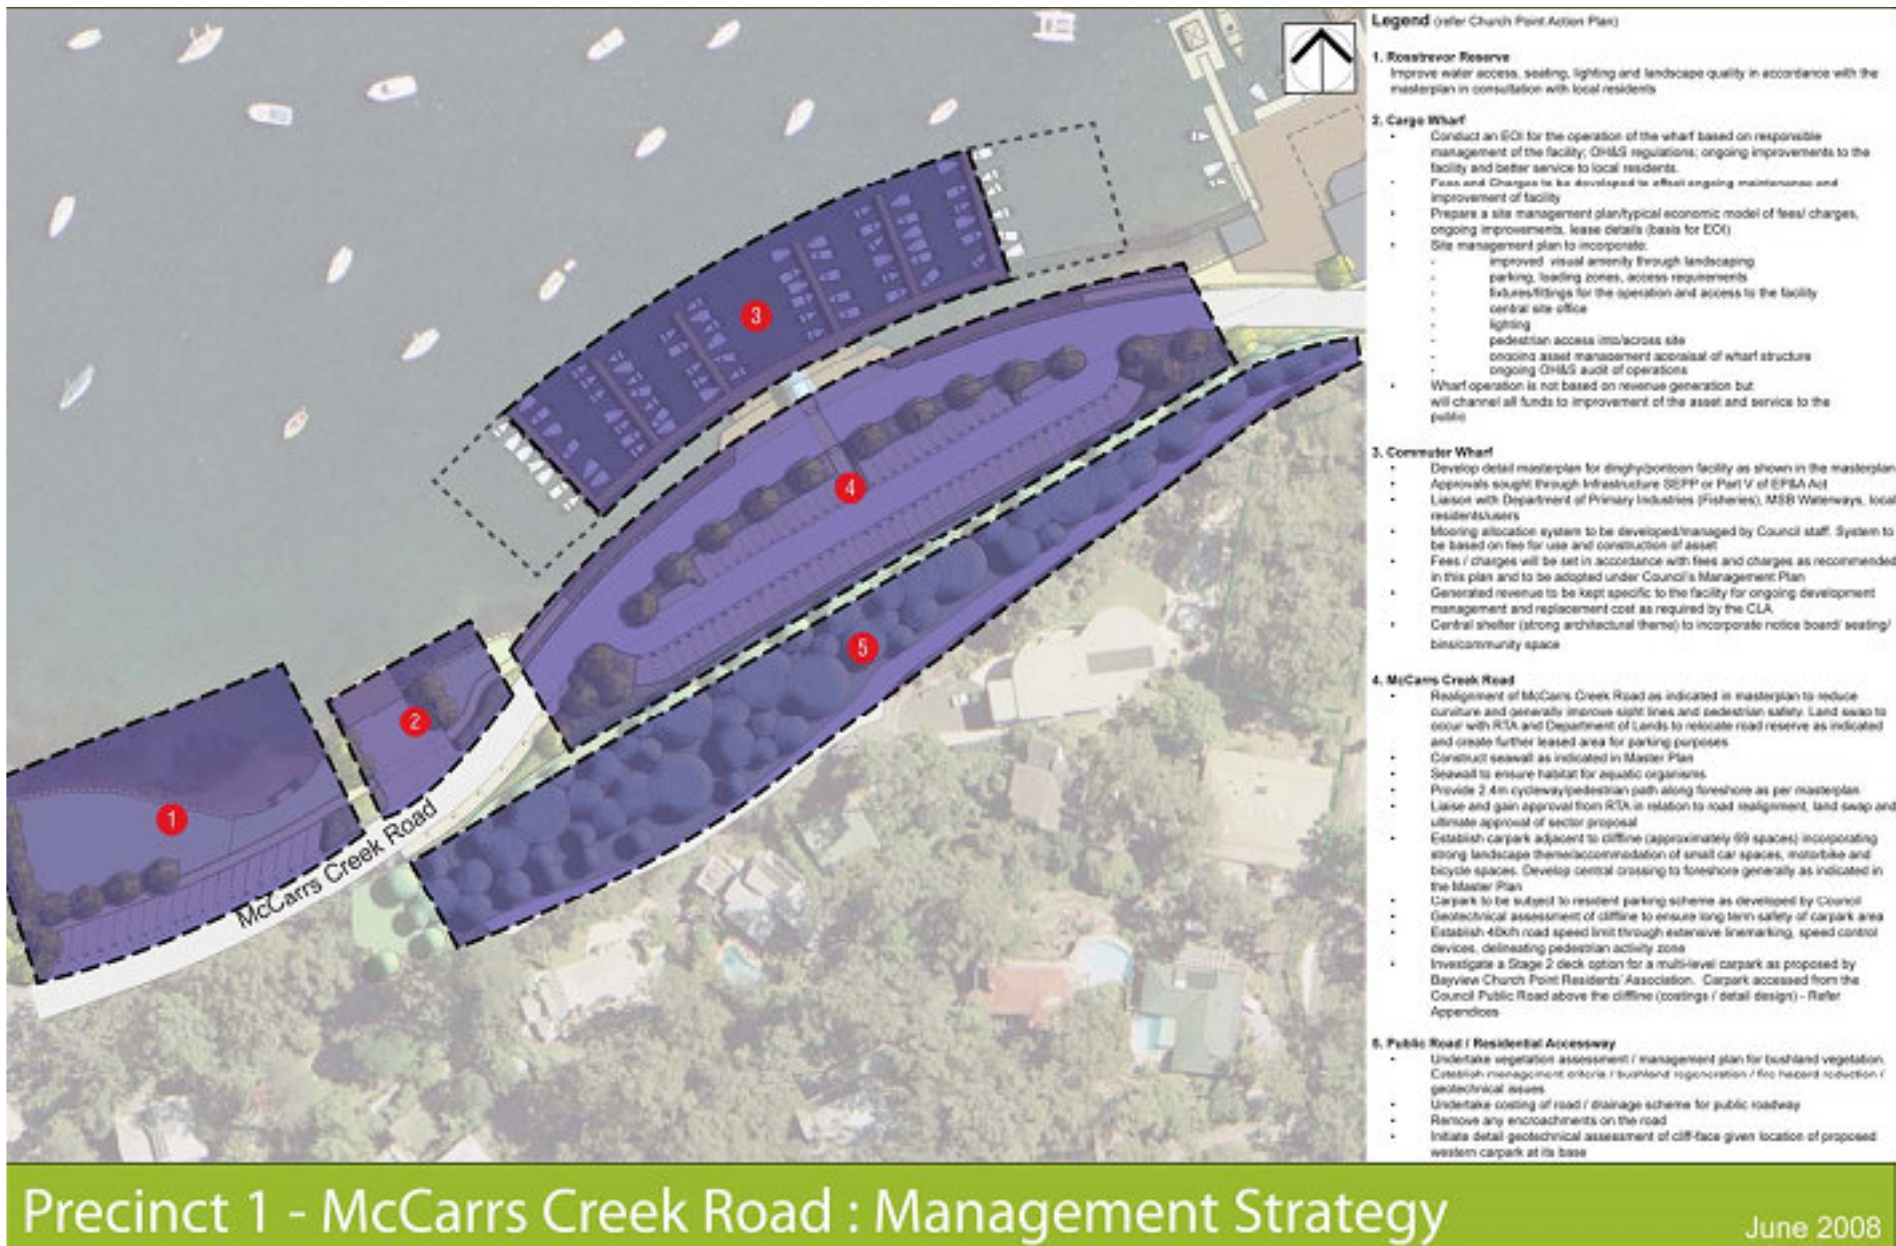 Legend (refer Church Point Action Plan)
1. Rosstrevor Reserve
Improve water access, seating, lighting and landscape quality in accordance with the
masterplan in consultation with local residents
2. Cargo Wharf
• Conduct an EOI for the operation of the wharf based on responsible
management of the facility; OH&S regulations; ongoing improvements to the
facility and better service to local residents.
• Fees and Charges to be developed to offset ongoing maintenance and
improvement of facility
• Prepare a site management plan/typical economic model of fees/ charges,
ongoing improvements, lease details (basis for EOI)
• Site management plan to incorporate:
- improved visual amenity through landscaping
- parking, loading zones, access requirements
- fixtures/fittings for the operation and access to the facility
- central site office
- lighting
- pedestrian access into/across site
- ongoing asset management appraisal of wharf structure
- ongoing OH&S audit of operations
• Wharf operation is not based on revenue generation but
will channel all funds to improvement of the asset and service to the
public
3. Commuter Wharf
• Develop detail masterplan for dinghy/pontoon facility as shown in the masterplan
• Approvals sought through Infrastructure SEPP or Part V of EP&A Act
• Liaison with Department of Primary Industries (Fisheries), MSB Waterways, local
residents/users
• Mooring allocation system to be developed/managed by Council staff. System to
be based on fee for use and construction of asset
• Fees / charges will be set in accordance with fees and charges as recommended
in this plan and to be adopted under Council's Management Plan
• Generated revenue to be kept specific to the facility for ongoing development
management and replacement cost as required by the CLA
• Central shelter (strong architectural theme) to incorporate notice board/ seating/
bins/community space
4. McCarrs Creek Road
• Realignment of McCarrs Creek Road as indicated in masterplan to reduce
curviture and generally improve sight lines and pedestrian safety. Land swap to
occur with RTA and Department of Lands to relocate road reserve as indicated
and create further leased area for parking purposes
• Construct seawall as indicated in Master Plan
• Seawall to ensure habitat for aquatic organisms
• Provide 2.4m cycleway/pedestrian path along foreshore as per masterplan
• Liaise and gain approval from RTA in relation to road realignment, land swap and
ultimate approval of sector proposal
• Establish carpark adjacent to cliffline (approximately 69 spaces) incorporating
strong landscape theme/accommodation of small car spaces, motorbike and
bicycle spaces. Develop central crossing to foreshore generally as indicated in
the Master Plan
• Carpark to be subject to resident parking scheme as developed by Council
• Geotechnical assessment of cliffline to ensure long term safety of carpark area
• Establish 40k/h road speed limit through extensive linemarking, speed control
devices, delineating pedestrian activity zone
• Investigate a Stage 2 deck option for a multi-level carpark as proposed by
Bayview Church Point Residents' Association. Carpark accessed from the
Council Public Road above the cliffline (costings / detail design) - Refer
Appendices
5. Public Road / Residential Accessway
• Undertake vegetation assessment / management plan for bushland vegetation.
Establish management criteria / bushland regeneration / fire hazard reduction /
geotechnical issues
• Undertake costing of road / drainage scheme for public roadway
• Remove any encroachments on the road
• Initiate detail geotechnical assessment of cliff-face given location of proposed
western carpark at its base
3
4
5
2
1
McCarrs Creek Road
Precinct 1 - McCarrs Creek Road : Management Strategy
June 2008